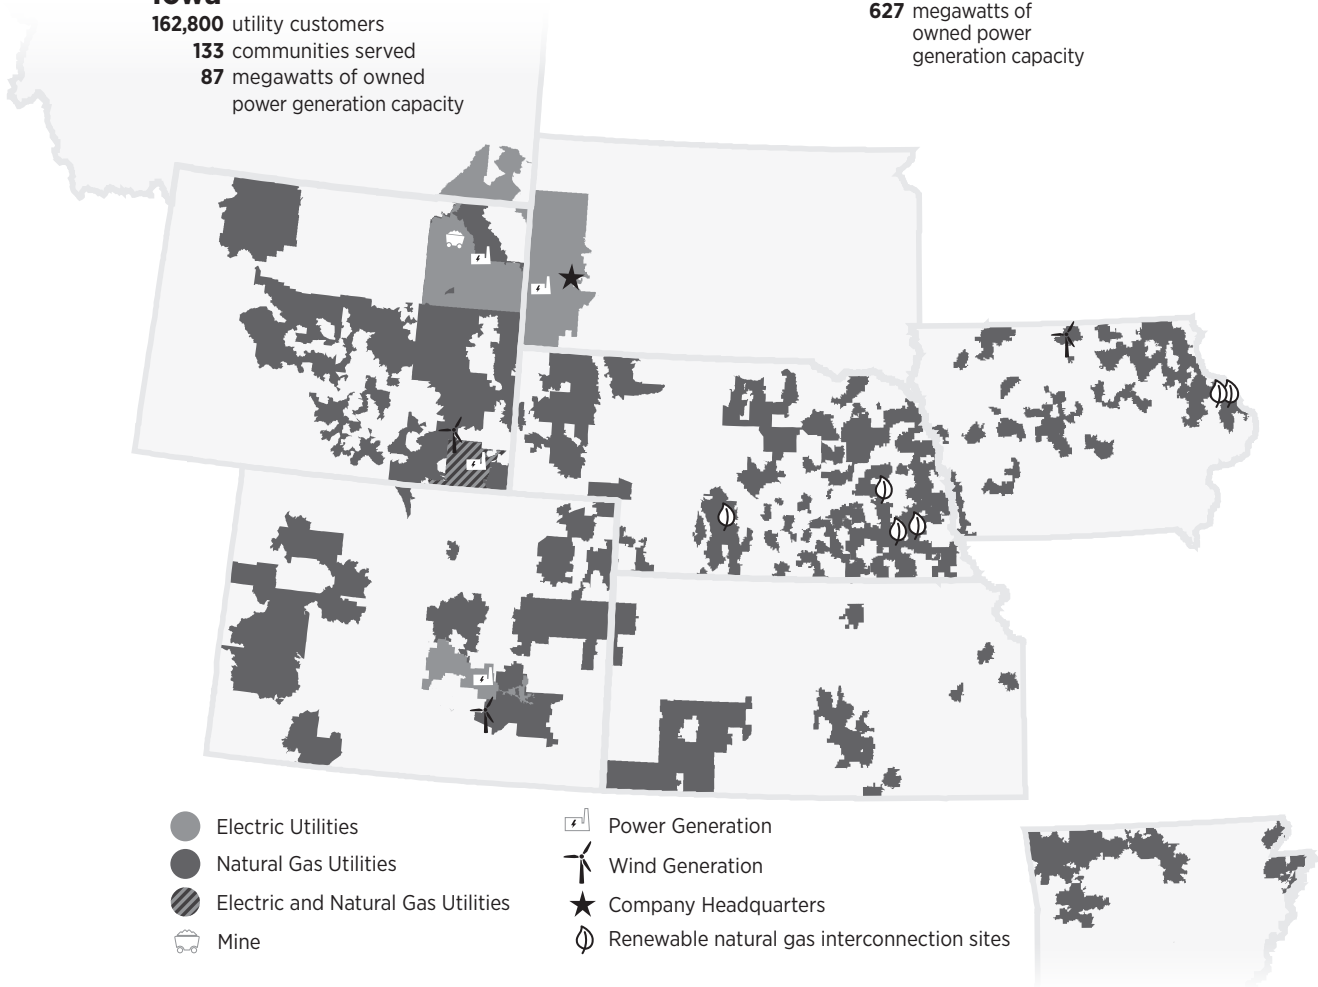 Iowa
162,800 utility customers
133 communities served
87 megawatts of owned
power generation capacity
627 megawatts of
owned power
generation capacity
Electric Utilities
Natural Gas Utilities
Electric and Natural Gas Utilities
Mine
Power Generation
Wind Generation
Company Headquarters
Renewable natural gas interconnection sites